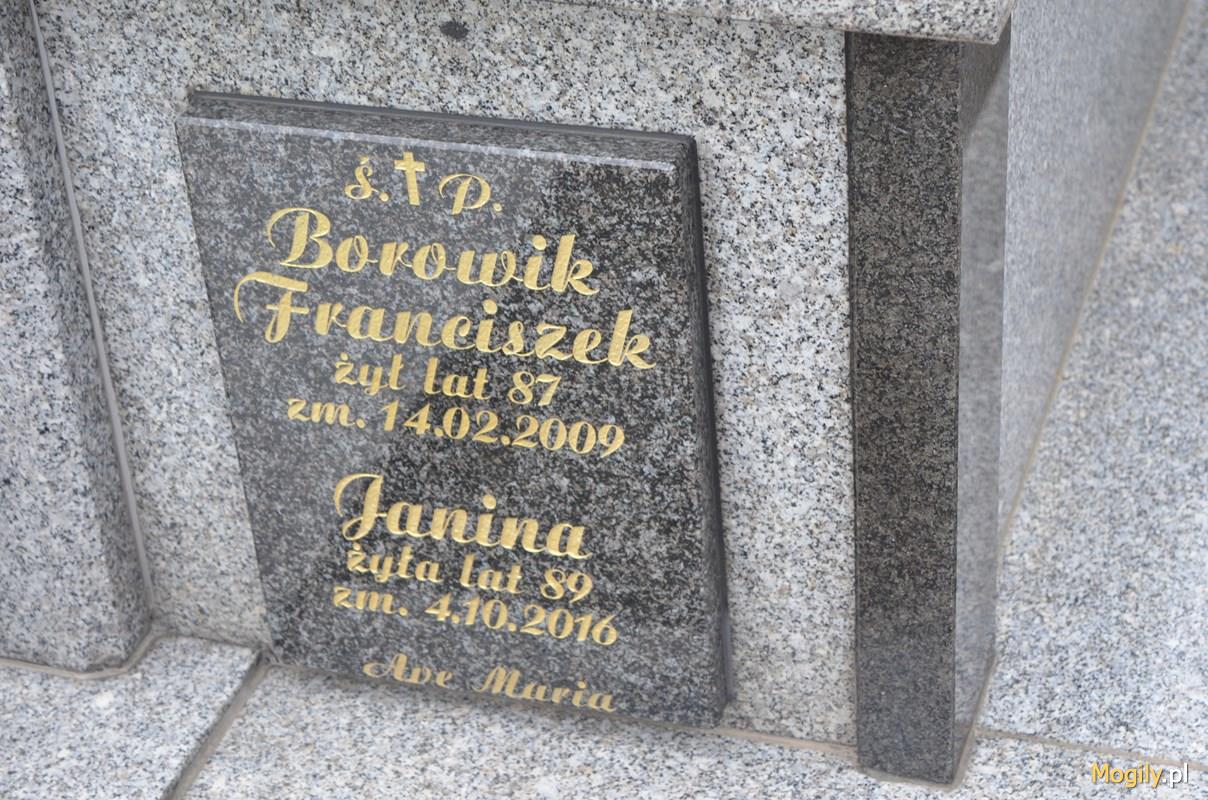 ś.✝P.
Borowik
Franciszek
żył lat 87
zm. 14.02.2009
Janina
żyła lat 89
zm. 4.10.2016
Ave Maria
Mogily.pl